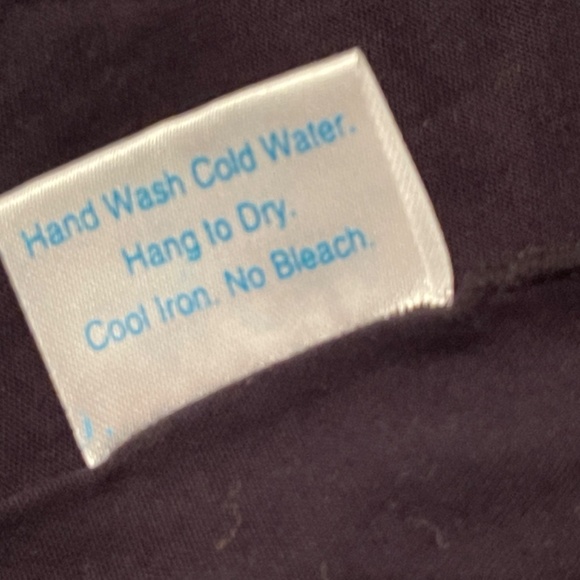 Hand Wash Cold Water.
Hang to Dry.
Cool Iron. No Bleach.